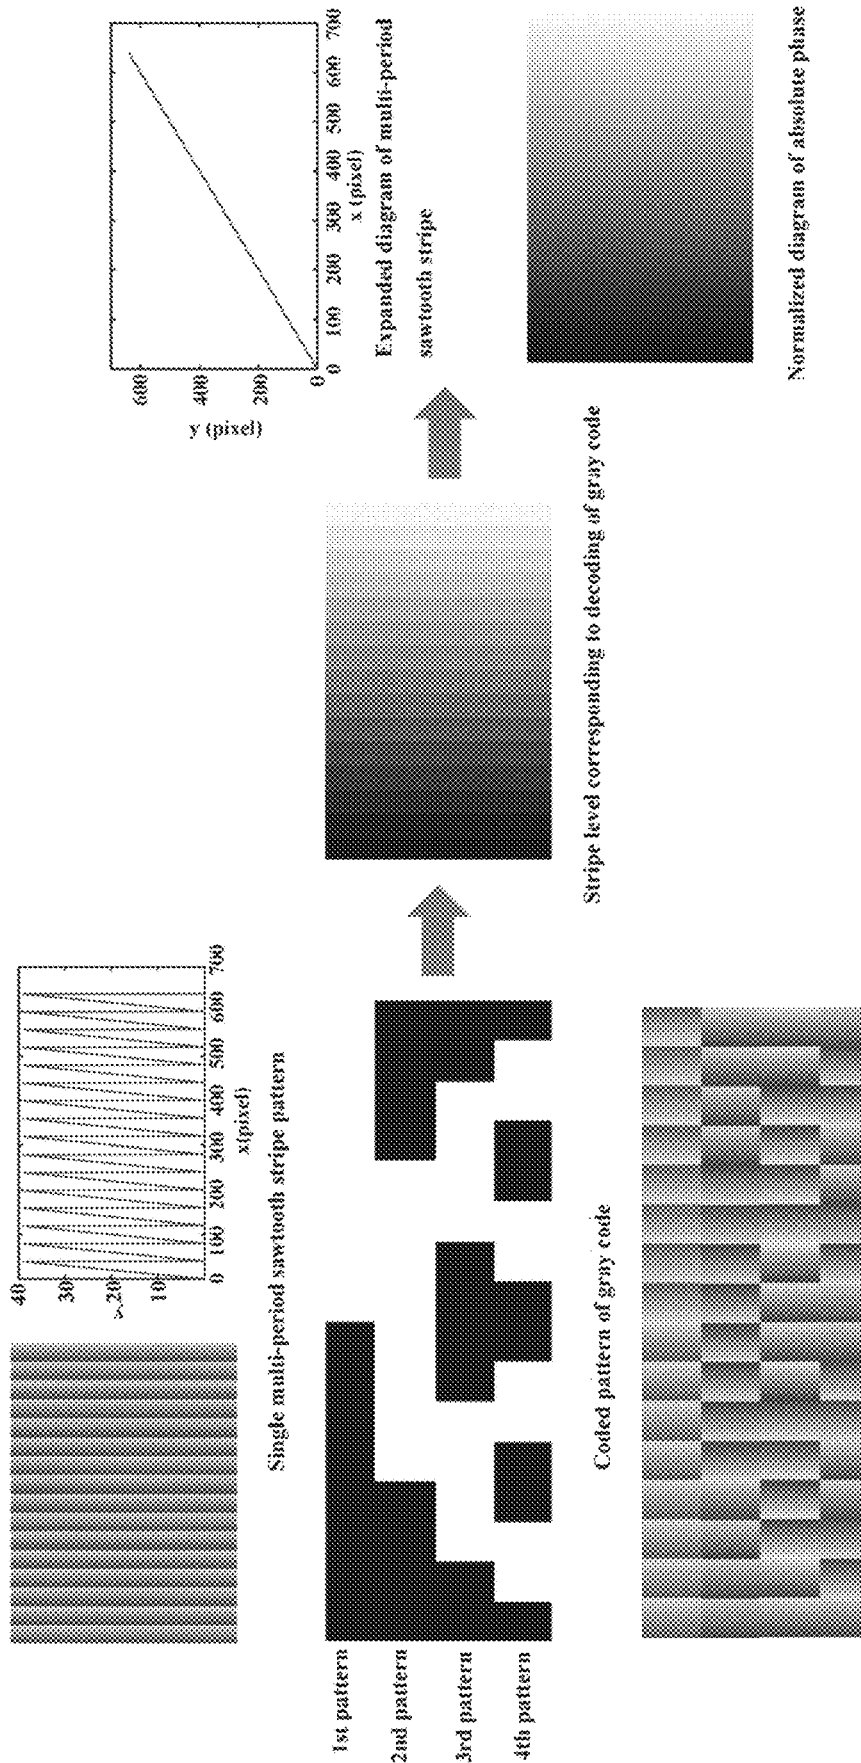 40
30
20
10
y
0
100
200
300
400
500
600
700
x(pixel)
Single multi-period sawtooth stripe pattern
1st pattern
2nd pattern
3rd pattern
4th pattern
Coded pattern of gray code
Stripe level corresponding to decoding of gray code
y (pixel)
600
400
200
0
0
100
200
300
400
500
600
700
x (pixel)
Expanded diagram of multi-period
sawtooth stripe
Normalized diagram of absolute phase